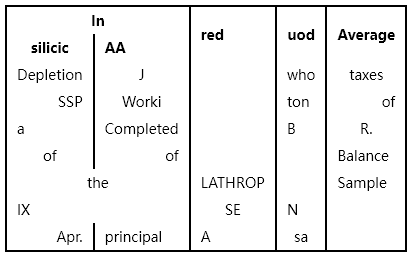 In red uod Average
silicic AA
Depletion J who taxes
SSP Worki ton of
a Completed B R.
of of Balance
the LATHROP Sample
IX SE N
Apr. principal A sa